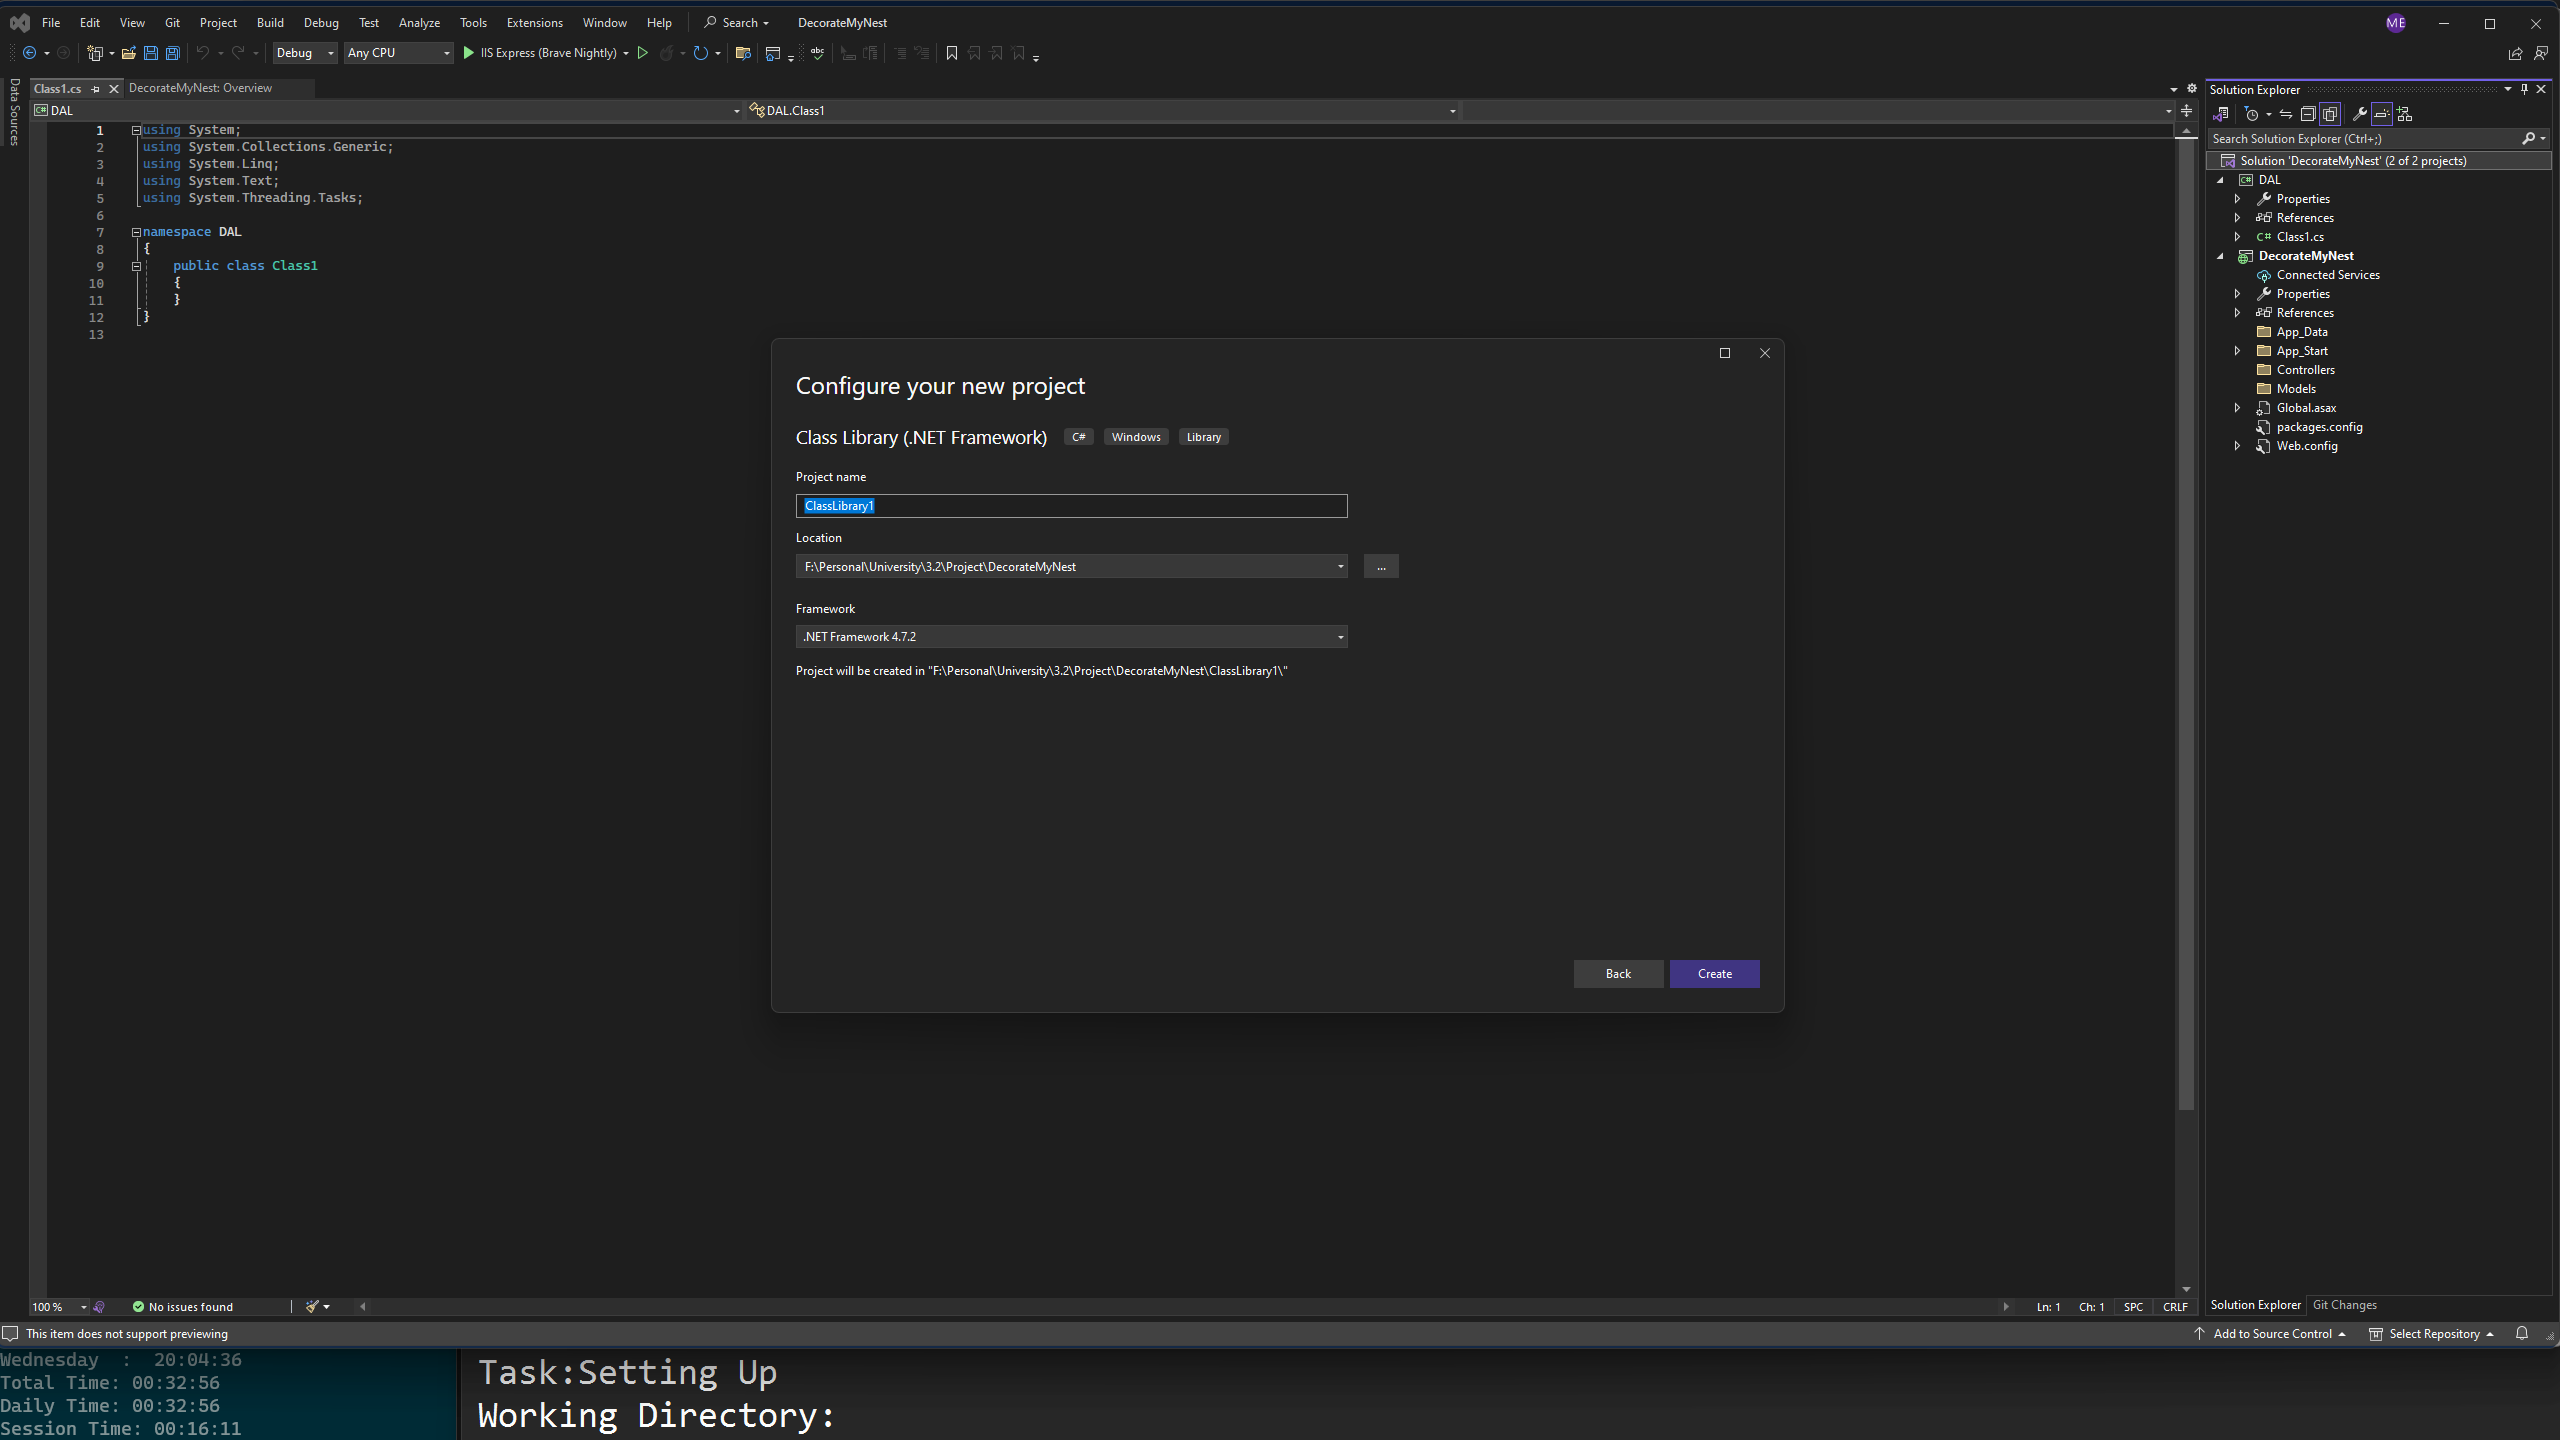 File Edit View Git Project Build Debug Test Analyze Tools Extensions Window Help Search DecorateMyNest ME
Debug Any CPU IIS Express (Brave Nightly)
Data Sources
Class1.cs DecorateMyNest: Overview
DAL DAL.Class1
1 using System;
2 using System.Collections.Generic;
3 using System.Linq;
4 using System.Text;
5 using System.Threading.Tasks;
6
7 namespace DAL
8 {
9 public class Class1
10 {
11 }
12 }
13
Configure your new project
Class Library (.NET Framework) C# Windows Library
Project name
ClassLibrary1
Location
F:\Personal\University\3.2\Project\DecorateMyNest ...
Framework
.NET Framework 4.7.2
Project will be created in "F:\Personal\University\3.2\Project\DecorateMyNest\ClassLibrary1\"
Back Create
Solution Explorer
Search Solution Explorer (Ctrl+;)
Solution 'DecorateMyNest' (2 of 2 projects)
C# DAL
Properties
References
C# Class1.cs
DecorateMyNest
Connected Services
Properties
References
App_Data
App_Start
Controllers
Models
Global.asax
packages.config
Web.config
100 % No issues found Ln: 1 Ch: 1 SPC CRLF
Solution Explorer Git Changes
This item does not support previewing Add to Source Control Select Repository
Wednesday : 20:04:36
Total Time: 00:32:56
Daily Time: 00:32:56
Session Time: 00:16:11
Task:Setting Up
Working Directory: